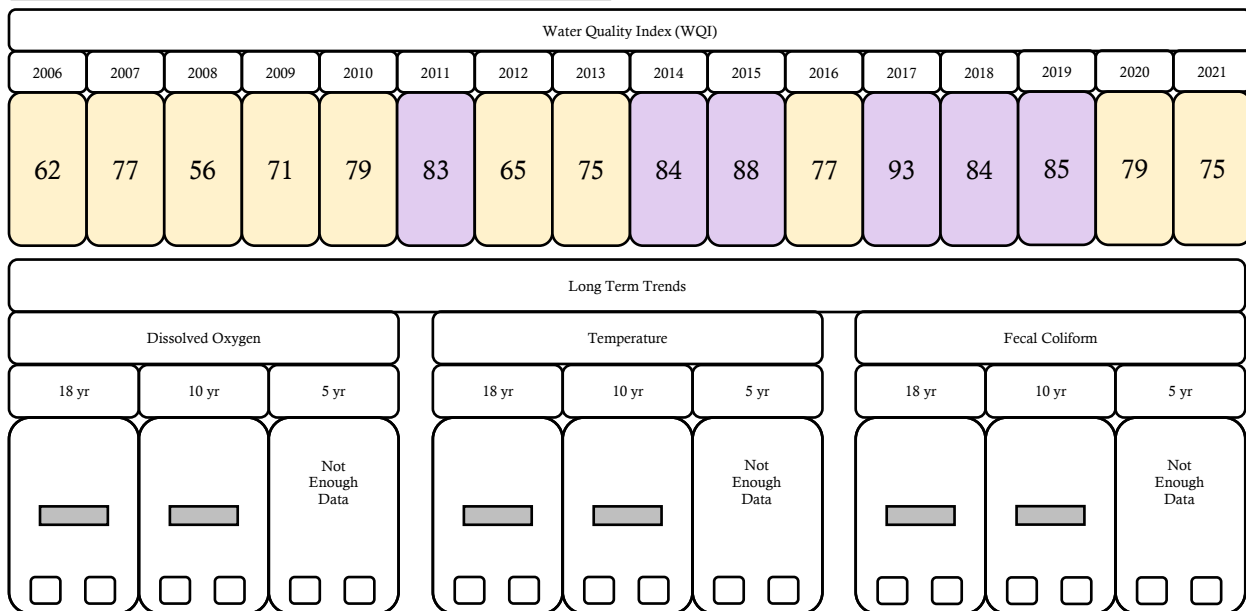 Water Quality Index (WQI)
2006 2007 2008 2009 2010 2011 2012 2013 2014 2015 2016 2017 2018 2019 2020 2021
62 77 56 71 79 83 65 75 84 88 77 93 84 85 79 75
Long Term Trends
Dissolved Oxygen Temperature Fecal Coliform
18 yr 10 yr 5 yr 18 yr 10 yr 5 yr 18 yr 10 yr 5 yr
Not Not Not
Enough Enough Enough
Data Data Data